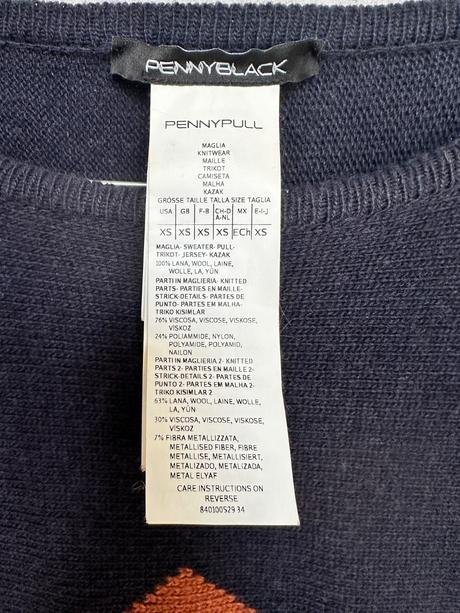 PENNYBLACK
PENNYPULL
MAGLIA
KNITWEAR
MAILLE
TRIKOT
CAMISETA
MALHA
KAZAK
GRÖSSE TAILLE TALLA SIZE TAGLIA
USA GB F-B CH-D A-NL MX E-I-J
XS XS XS XS ECh XS
MAGLIA- SWEATER- PULL-
TRIKOT- JERSEY- KAZAK
100% LANA, WOOL, LAINE,
WOLLE, LA, YÜN
PARTI IN MAGLIERIA- KNITTED
PARTS- PARTIES EN MAILLE-
STRICK-DETAILS- PARTES DE
PUNTO- PARTES EM MALHA-
TRIKO KISIMLAR
76% VISCOSA, VISCOSE, VISKOSE,
VİSKOZ
24% POLIAMMIDE, NYLON,
POLYAMIDE, POLYAMID,
NAILON
PARTI IN MAGLIERIA 2- KNITTED
PARTS 2- PARTIES EN MAILLE 2-
STRICK-DETAILS 2- PARTES DE
PUNTO 2- PARTES EM MALHA 2-
TRIKO KISIMLAR 2
63% LANA, WOOL, LAINE, WOLLE,
LA, YÜN
30% VISCOSA, VISCOSE, VISKOSE,
VİSKOZ
7% FIBRA METALLIZZATA,
METALLISED FIBER, FIBRE
METALLISE, METALLISIERT,
METALIZADO, METALIZADA,
METAL ELYAF
CARE INSTRUCTIONS ON
REVERSE
840100529 34